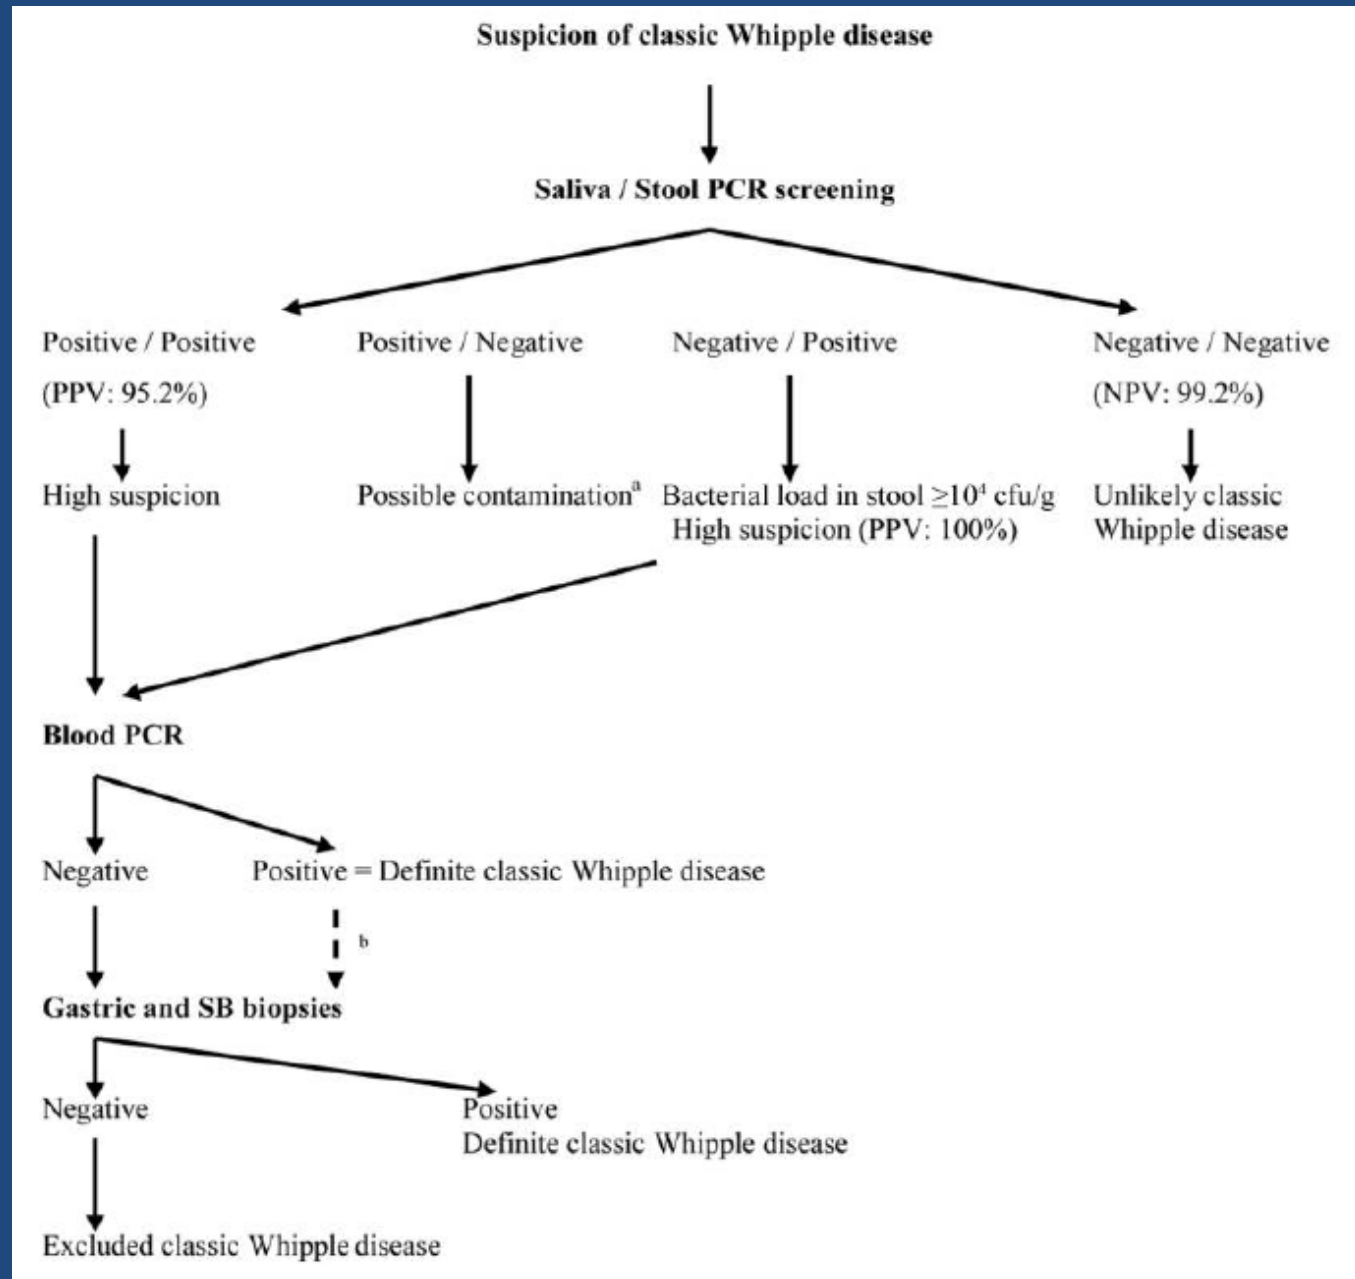 Suspicion of classic Whipple disease
Saliva / Stool PCR screening
Positive / Positive
(PPV: 95.2%)
Positive / Negative
Negative / Positive
Negative / Negative
(NPV: 99.2%)
High suspicion
Possible contaminationᵃ
Bacterial load in stool ≥10⁴ cfu/g
High suspicion (PPV: 100%)
Unlikely classic
Whipple disease
Blood PCR
Negative
Positive = Definite classic Whipple disease
b
Gastric and SB biopsies
Negative
Positive
Definite classic Whipple disease
Excluded classic Whipple disease